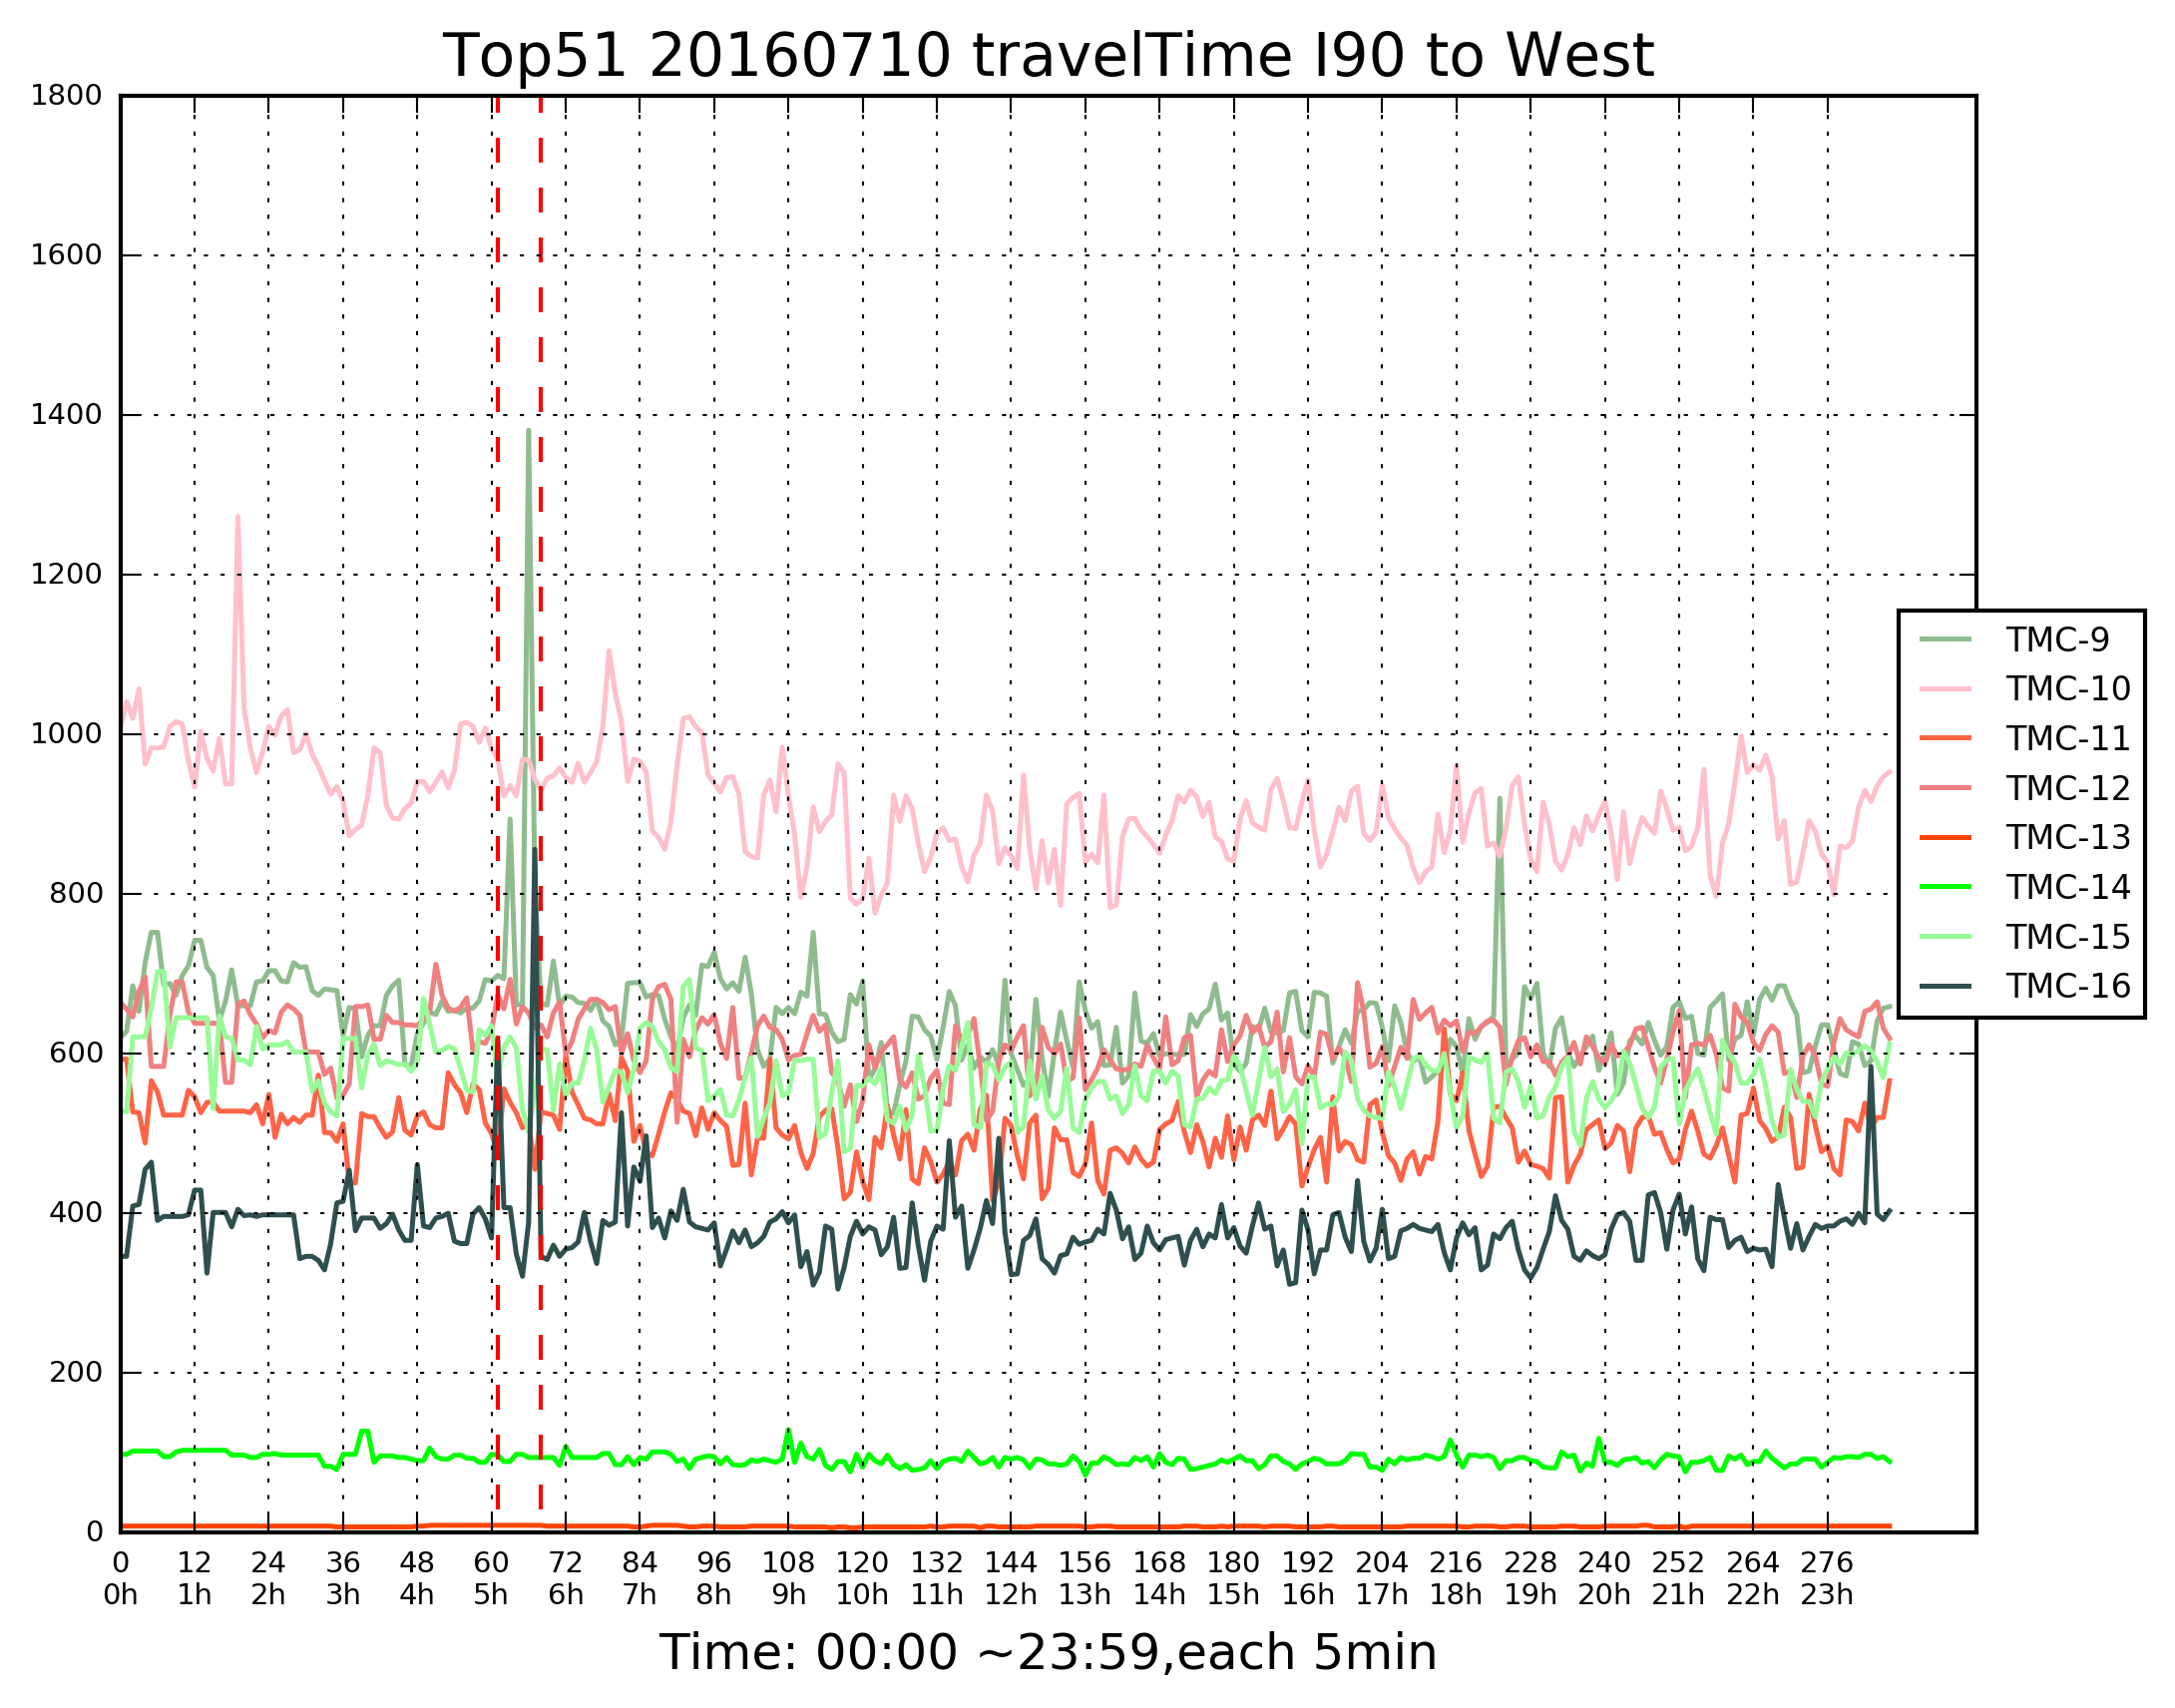 Top51 20160710 travelTime I90 to West
1800
1600
1400
1200
1000
800
600
400
200
0
TMC-9
TMC-10
TMC-11
TMC-12
TMC-13
TMC-14
TMC-15
TMC-16
0 12 24 36 48 60 72 84 96 108 120 132 144 156 168 180 192 204 216 228 240 252 264 276
0h 1h 2h 3h 4h 5h 6h 7h 8h 9h 10h 11h 12h 13h 14h 15h 16h 17h 18h 19h 20h 21h 22h 23h
Time: 00:00 ~23:59,each 5min